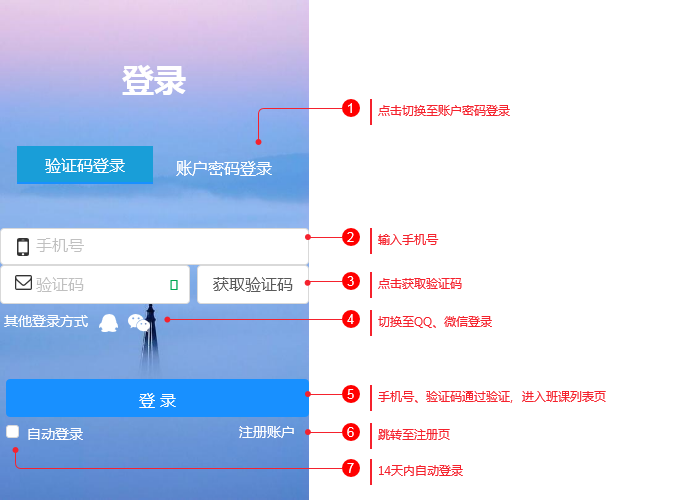 登录
1 点击切换至账户密码登录
验证码登录 账户密码登录
手机号 2 输入手机号
验证码 获取验证码 3 点击获取验证码
其他登录方式 4 切换至QQ、微信登录
登 录 5 手机号、验证码通过验证，进入班课列表页
自动登录 注册账户 6 跳转至注册页
7 14天内自动登录